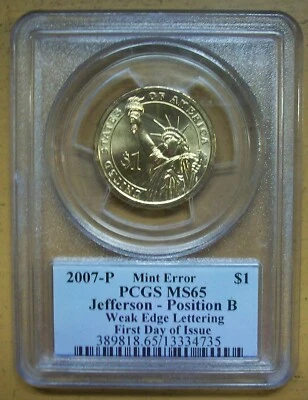 UNITED STATES OF AMERICA
$1
2007-P Mint Error $1
PCGS MS65
Jefferson - Position B
Weak Edge Lettering
First Day of Issue
389818.65/13334735